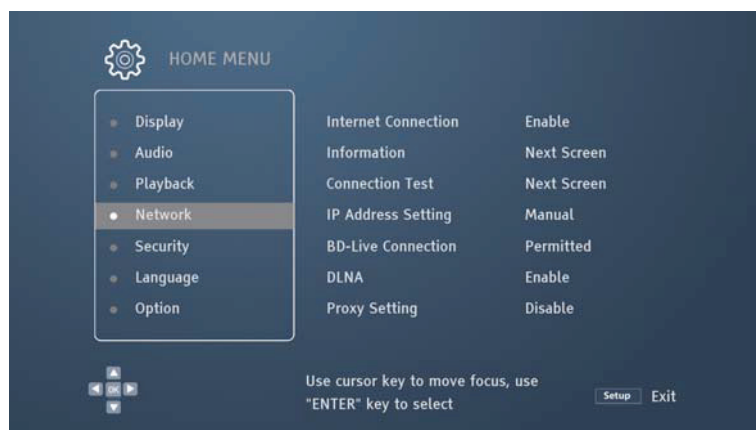 HOME MENU
Display
Audio
Playback
Network
Security
Language
Option
Internet Connection Enable
Information Next Screen
Connection Test Next Screen
IP Address Setting Manual
BD-Live Connection Permitted
DLNA Enable
Proxy Setting Disable
OK
Use cursor key to move focus, use
"ENTER" key to select
Setup Exit